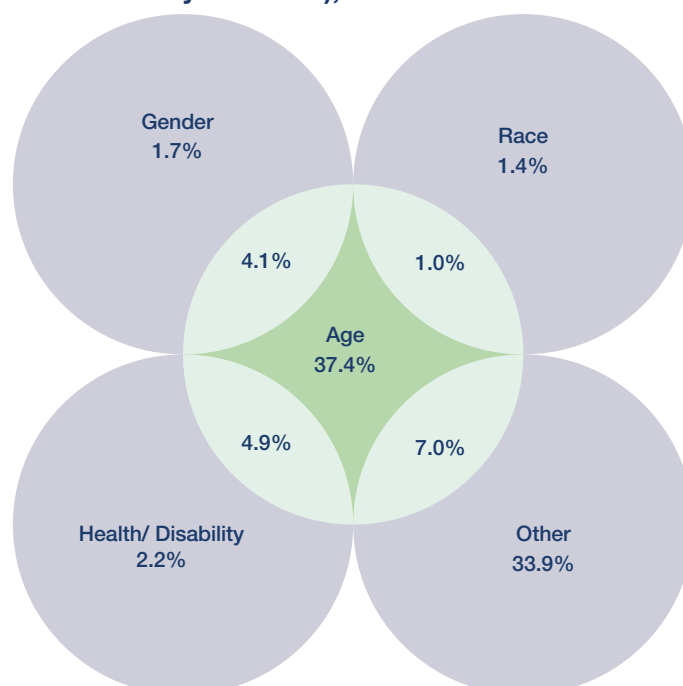 Gender
1.7%
Race
1.4%
4.1%
1.0%
Age
37.4%
4.9%
7.0%
Health/ Disability
2.2%
Other
33.9%